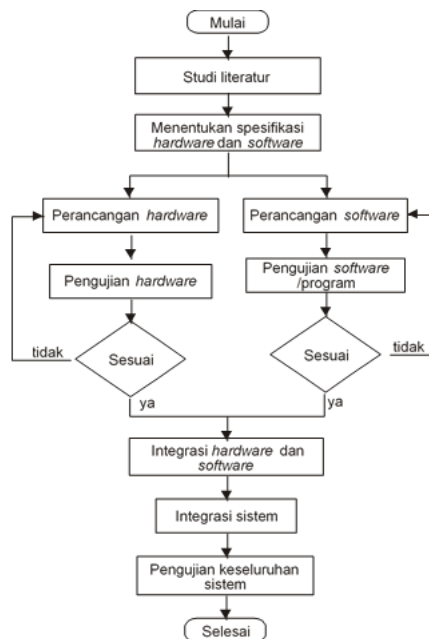 Mulai
Studi literatur
Menentukan spesifikasi
hardware dan software
Perancangan hardware
Perancangan software
Pengujian hardware
Pengujian software
/program
tidak
Sesuai
Sesuai
tidak
ya
ya
Integrasi hardware dan
software
Integrasi sistem
Pengujian keseluruhan
sistem
Selesai